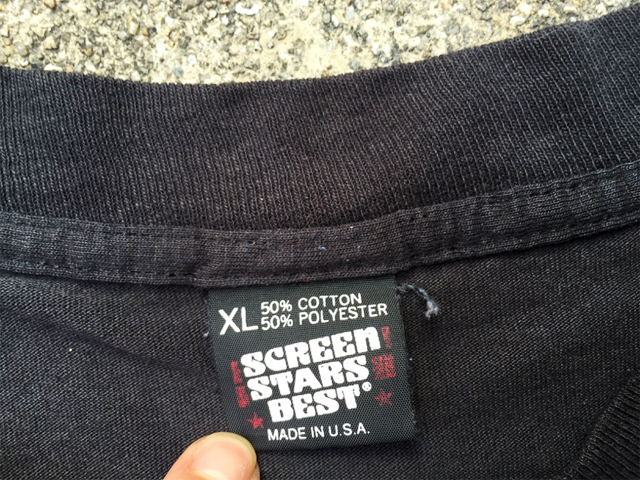 XL 50% COTTON
50% POLYESTER
SCREEN
STARS
BEST®
MADE IN U.S.A.